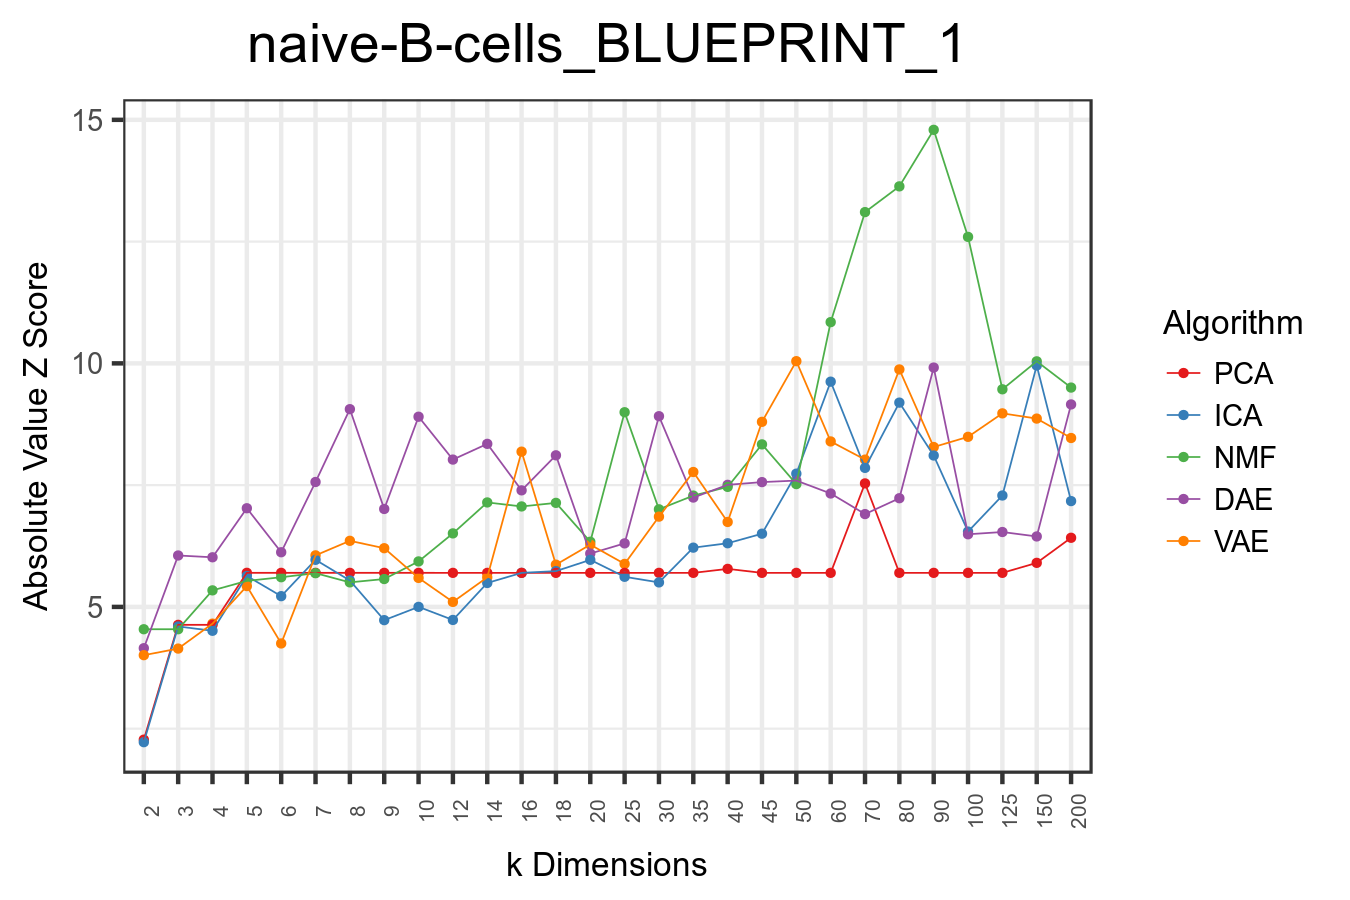 naive-B-cells_BLUEPRINT_1
Absolute Value Z Score
15
10
5
2 3 4 5 6 7 8 9 10 12 14 16 18 20 25 30 35 40 45 50 60 70 80 90 100 125 150 200
k Dimensions
Algorithm
PCA
ICA
NMF
DAE
VAE